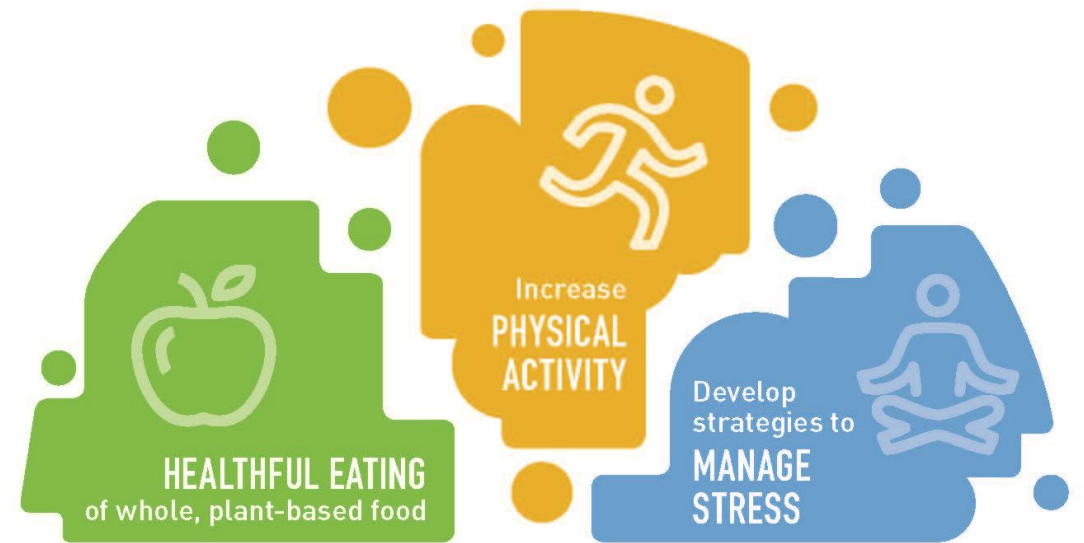 HEALTHFUL EATING
of whole, plant-based food
Increase
PHYSICAL
ACTIVITY
Develop
strategies to
MANAGE
STRESS